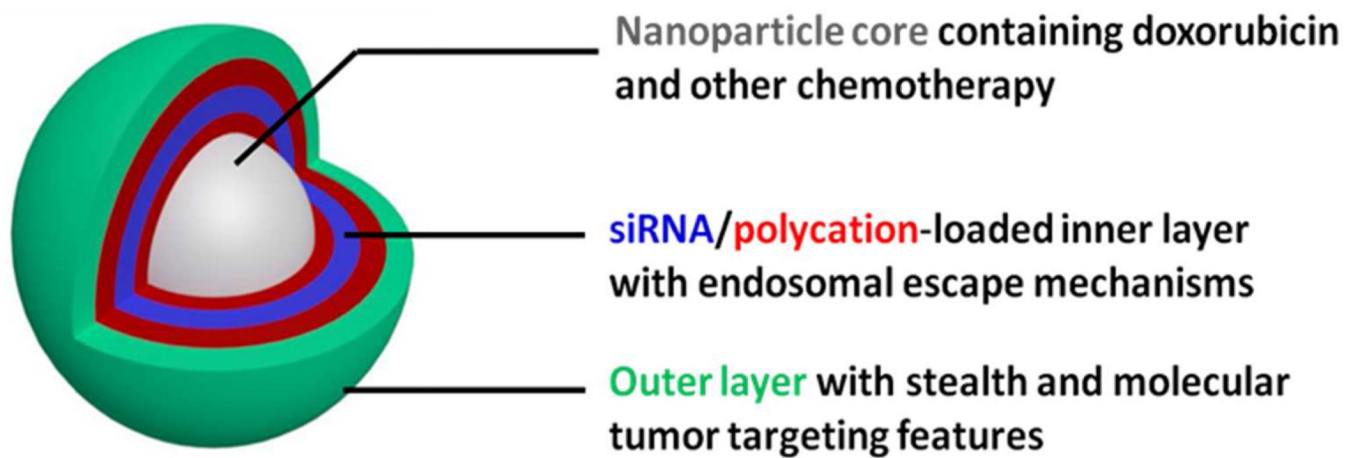 Nanoparticle core containing doxorubicin
and other chemotherapy
siRNA/polycation-loaded inner layer
with endosomal escape mechanisms
Outer layer with stealth and molecular
tumor targeting features